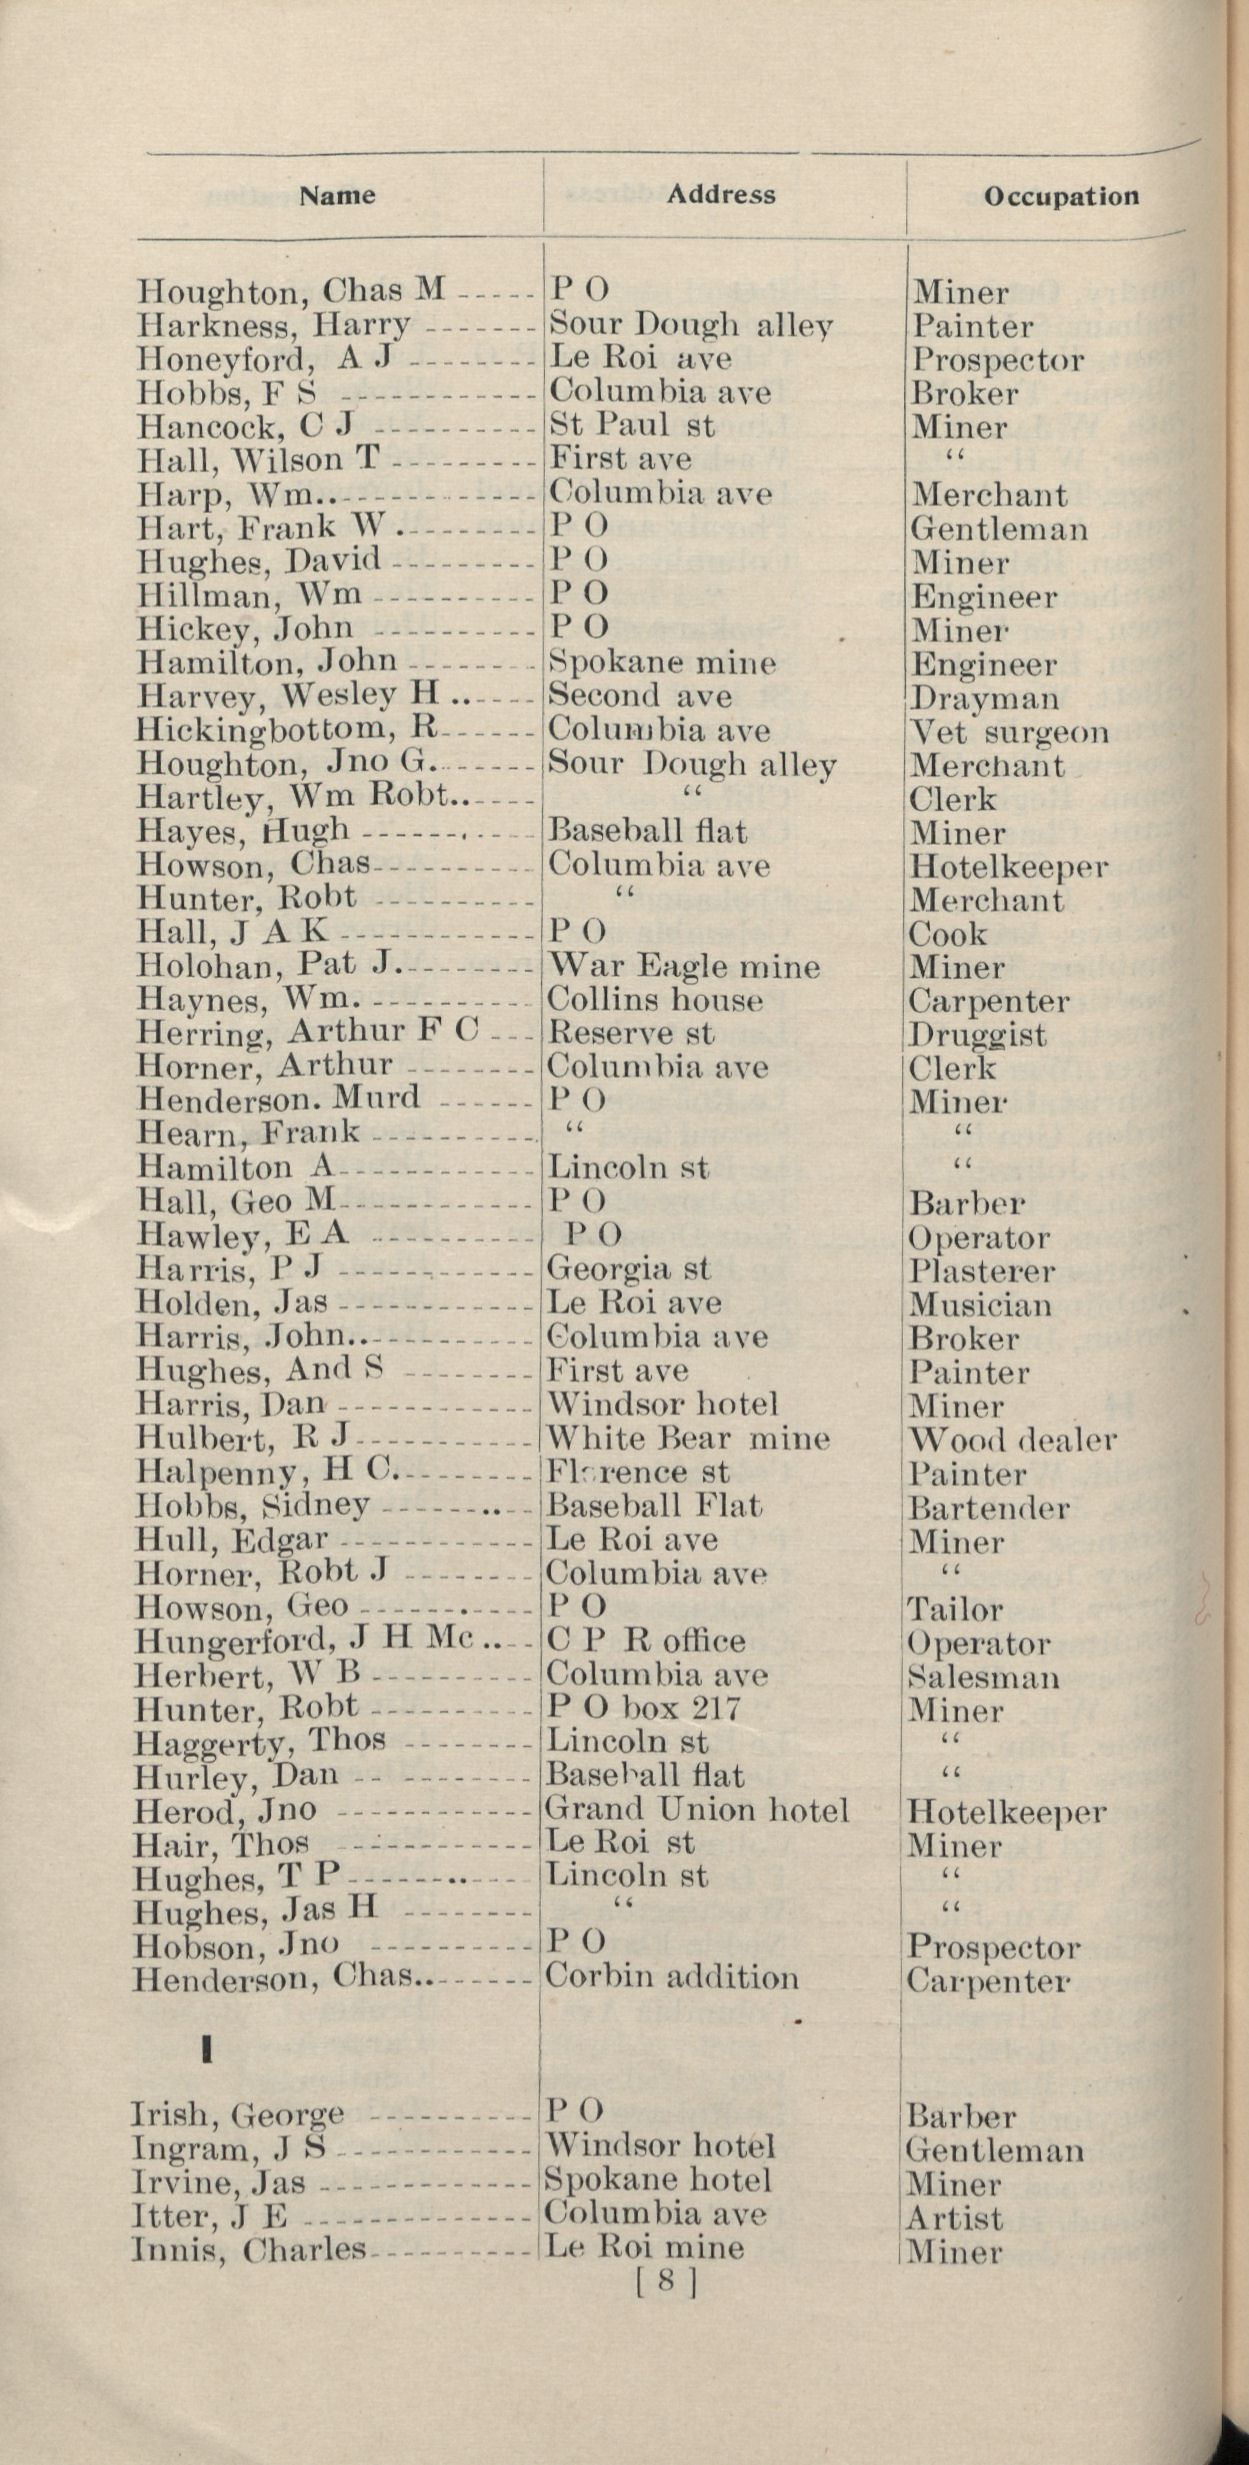 Name Address Occupation
Houghton, Chas M ----- P O Miner
Harkness, Harry ------- Sour Dough alley Painter
Honeyford, A J -------- Le Roi ave Prospector
Hobbs, F S ------------ Columbia ave Broker
Hancock, C J ---------- St Paul st Miner
Hall, Wilson T --------- First ave “
Harp, Wm..------------ Columbia ave Merchant
Hart, Frank W .-------- P O Gentleman
Hughes, David --------- P O Miner
Hillman, Wm ---------- P O Engineer
Hickey, John ---------- P O Miner
Hamilton, John -------- Spokane mine Engineer
Harvey, Wesley H ..---- Second ave Drayman
Hickingbottom, R------ Columbia ave Vet surgeon
Houghton, Jno G.------ Sour Dough alley Merchant
Hartley, Wm Robt..---- “ Clerk
Hayes, Hugh ---------- Baseball flat Miner
Howson, Chas---------- Columbia ave Hotelkeeper
Hunter, Robt ---------- “ Merchant
Hall, J A K ------------ P O Cook
Holohan, Pat J.-------- War Eagle mine Miner
Haynes, Wm. ---------- Collins house Carpenter
Herring, Arthur F C --- Reserve st Druggist
Horner, Arthur -------- Columbia ave Clerk
Henderson. Murd ------ P O Miner
Hearn, Frank ---------- “ “
Hamilton A------------ Lincoln st “
Hall, Geo M------------ P O Barber
Hawley, E A ---------- P O Operator
Harris, P J ------------ Georgia st Plasterer
Holden, Jas ------------ Le Roi ave Musician
Harris, John..---------- Columbia ave Broker
Hughes, And S -------- First ave Painter
Harris, Dan ------------ Windsor hotel Miner
Hulbert, R J----------- White Bear mine Wood dealer
Halpenny, H C.-------- Florence st Painter
Hobbs, Sidney ------..-- Baseball Flat Bartender
Hull, Edgar ------------ Le Roi ave Miner
Horner, Robt J -------- Columbia ave “
Howson, Geo ------.---- P O Tailor
Hungerford, J H Mc ..-- C P R office Operator
Herbert, W B ---------- Columbia ave Salesman
Hunter, Robt ---------- P O box 217 Miner
Haggerty, Thos -------- Lincoln st “
Hurley, Dan -- -------- Baseball flat “
Herod, Jno ------------ Grand Union hotel Hotelkeeper
Hair, Thos ------------ Le Roi st Miner
Hughes, T P------..---- Lincoln st “
Hughes, Jas H -------- “ “
Hobson, Jno ---------- P O Prospector
Henderson, Chas..------ Corbin addition Carpenter
I
Irish, George ---------- P O Barber
Ingram, J S ------------ Windsor hotel Gentleman
Irvine, Jas ------------- Spokane hotel Miner
Itter, J E -------------- Columbia ave Artist
Innis, Charles---------- Le Roi mine Miner
[ 8 ]